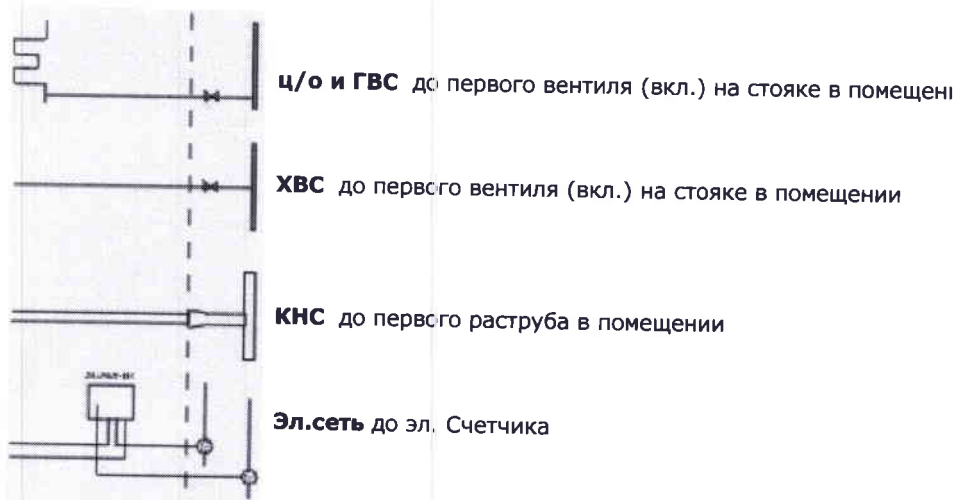 ц/о и ГВС до первого вентиля (вкл.) на стояке в
ХВС до первого вентиля (вкл.) на стояке в помещении
КНС до первого раструба в помещении
Эл.сеть до эл. Счетчика